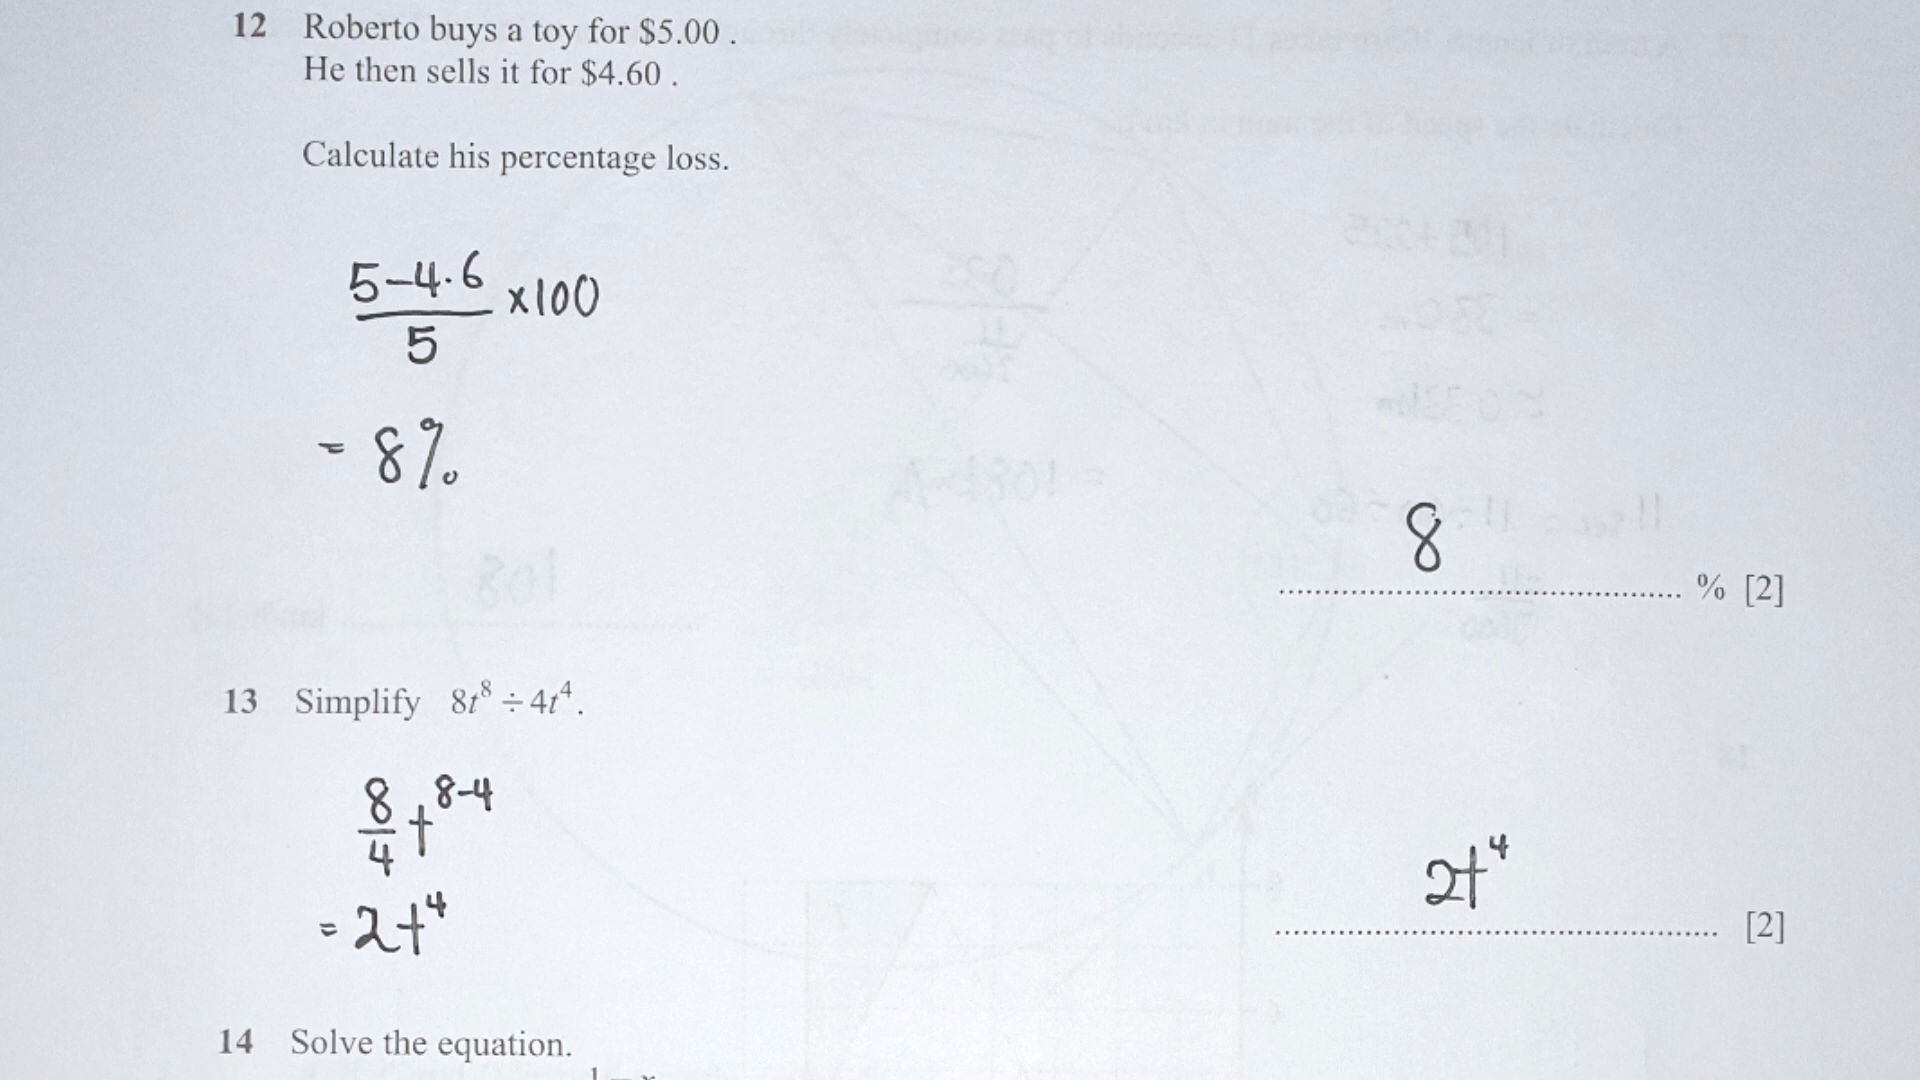 12 Roberto buys a toy for $5.00 .
He then sells it for $4.60 .
Calculate his percentage loss.
5-4.6
5
×100
= 8%
8
% [2]
13 Simplify 8t⁸ ÷ 4t⁴.
8
4
t⁸⁻⁴
= 2t⁴
2t⁴
[2]
14 Solve the equation.